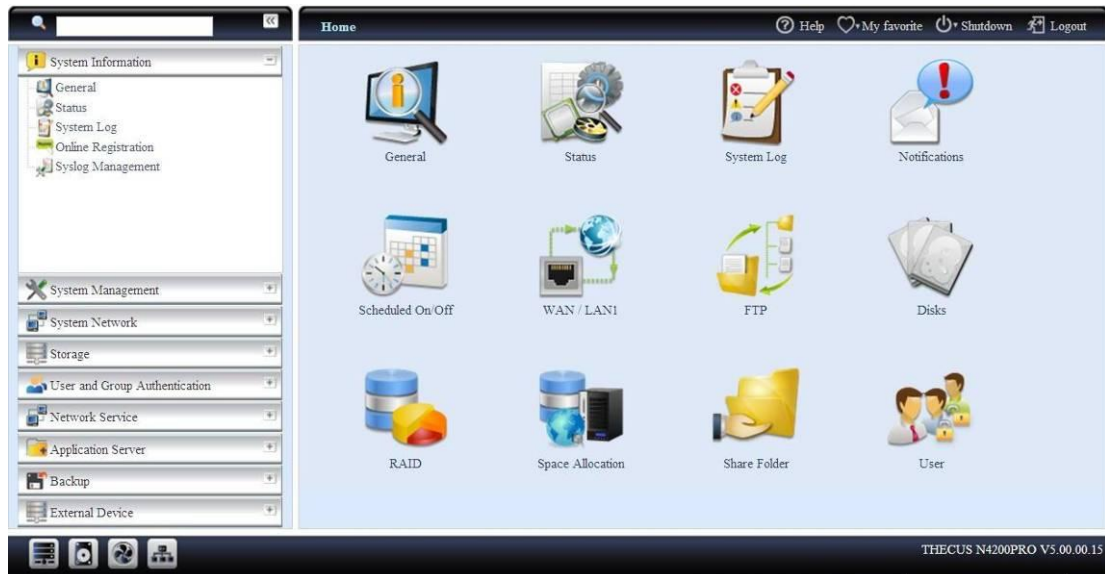 Home
Help
My favorite
Shutdown
Logout
System Information
General
Status
System Log
Online Registration
Syslog Management
System Management
System Network
Storage
User and Group Authentication
Network Service
Application Server
Backup
External Device
General
Status
System Log
Notifications
Scheduled On/Off
WAN / LAN1
FTP
Disks
RAID
Space Allocation
Share Folder
User
THECUS N4200PRO V5.00.00.15